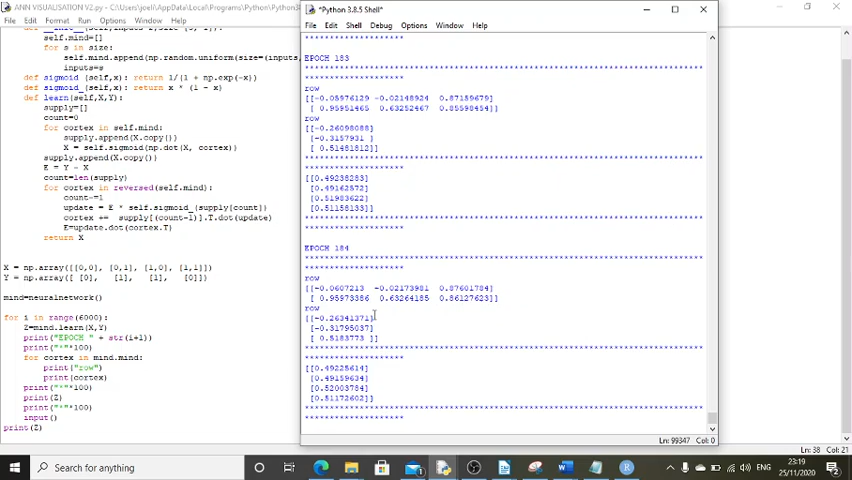 ANN VISUALISATION V2.py - C:\Users\joel\AppData\Local\Programs\Python\Python3
File Edit Format Run Options Window Help
self.mind=[]
for s in size:
self.mind.append(np.random.uniform(size=(inputs,
inputs=s
def sigmoid (self,x): return 1/(1 + np.exp(-x))
def sigmoid_(self,x): return x * (1 - x)
def learn(self,X,Y):
supply=[]
count=0
for cortex in self.mind:
supply.append(X.copy())
X = self.sigmoid(np.dot(X, cortex))
supply.append(X.copy())
E = Y - X
count=len(supply)
for cortex in reversed(self.mind):
count-=1
update = E * self.sigmoid_(supply[count])
cortex += supply[(count-1)].T.dot(update)
E=update.dot(cortex.T)
return X
X = np.array([[0,0], [0,1], [1,0], [1,1]])
Y = np.array([ [0], [1], [1], [0]])
mind=neuralnetwork()
for i in range(6000):
Z=mind.learn(X,Y)
print("EPOCH " + str(i+1))
print("*"*100)
for cortex in mind.mind:
print("row")
print(cortex)
print("*"*100)
print(Z)
print("*"*100)
input()
print(Z)
*Python 3.8.5 Shell*
File Edit Shell Debug Options Window Help
********************
EPOCH 183
********************************************************************************
********************
row
[[-0.05976129 -0.02148924 0.87159679]
[ 0.95951465 0.63252467 0.85598454]]
row
[[-0.26098088]
[-0.3157931 ]
[ 0.51481812]]
********************************************************************************
********************
[[0.49238283]
[0.49162572]
[0.51983622]
[0.51158133]]
********************************************************************************
********************
EPOCH 184
********************************************************************************
********************
row
[[-0.0607213 -0.02173981 0.87601784]
[ 0.95973386 0.63264185 0.86127623]]
row
[[-0.26341371]
[-0.31795037]
[ 0.5183773 ]]
********************************************************************************
********************
[[0.49225614]
[0.49159634]
[0.52003784]
[0.51172602]]
********************************************************************************
********************
Ln: 99347 Col: 0
Ln: 38 Col: 21
Search for anything
ENG
23:19
25/11/2020